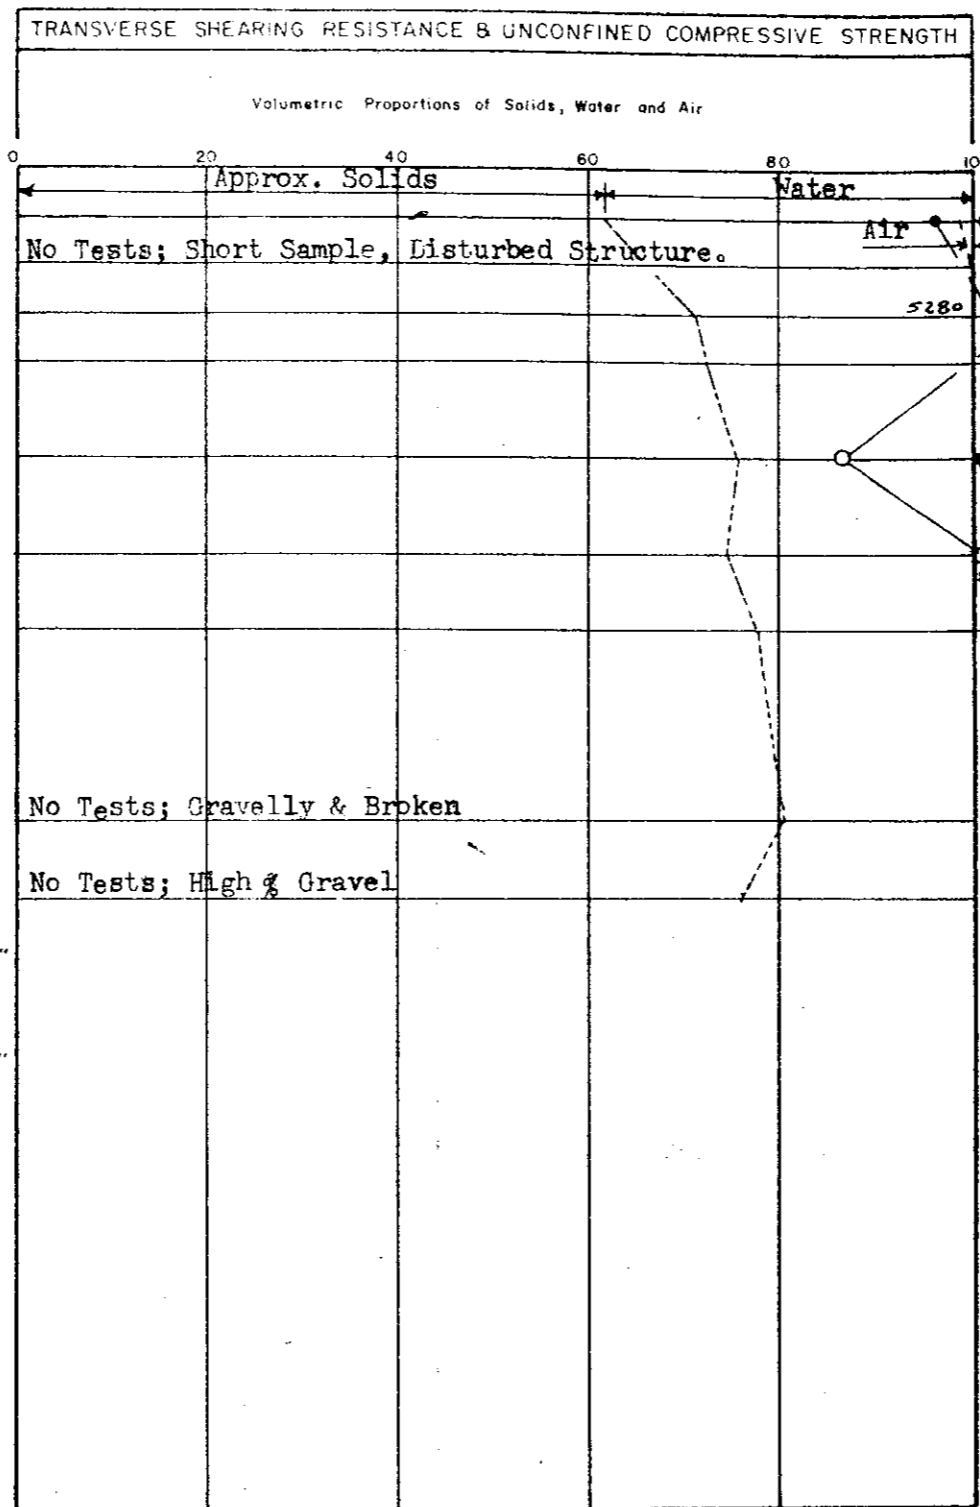 TRANSVERSE SHEARING RESISTANCE & UNCONFINED COMPRESSIVE STRENGTH
Volumetric Proportions of Solids, Water and Air
0 20 40 60 80 10
Approx. Solids Water
Air
No Tests; Short Sample, Disturbed Structure.
5280
No Tests; Gravelly & Broken
No Tests; High % Gravel